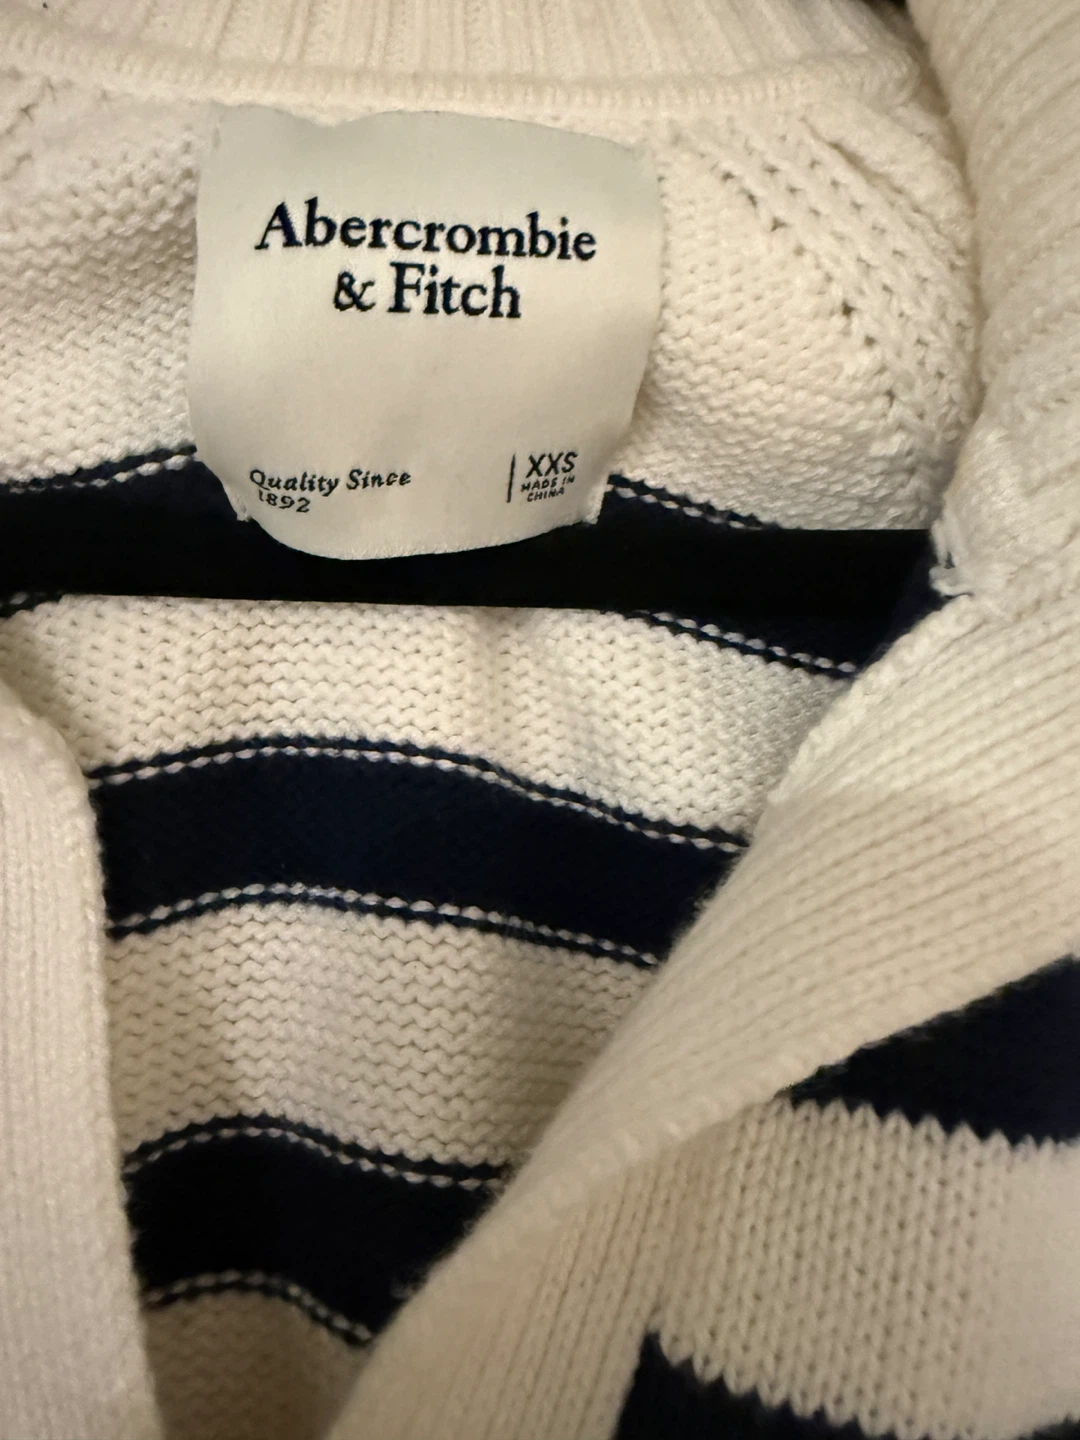 Abercrombie
& Fitch
Quality Since
1892
XXS
MADE IN
CHINA